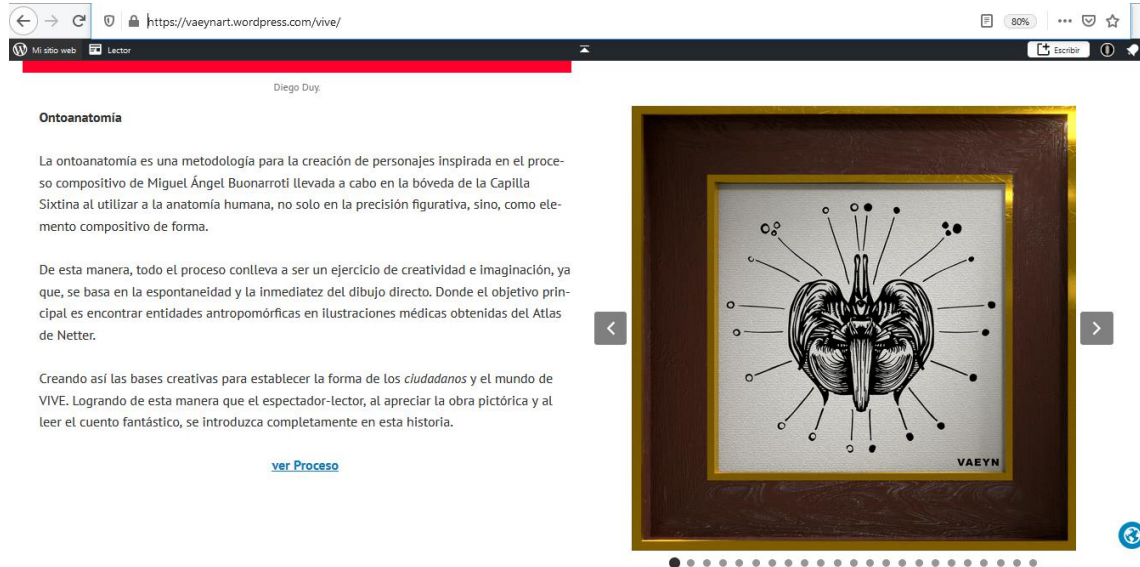 https://vaeynart.wordpress.com/vive/
80%
Mi sitio web
Lector
Escribir
Diego Duy.
Ontoanatomía
La ontoanatomía es una metodología para la creación de personajes inspirada en el proce-
so compositivo de Miguel Ángel Buonarroti llevada a cabo en la bóveda de la Capilla
Sixtina al utilizar a la anatomía humana, no solo en la precisión figurativa, sino, como ele-
mento compositivo de forma.
De esta manera, todo el proceso conlleva a ser un ejercicio de creatividad e imaginación, ya
que, se basa en la espontaneidad y la inmediatez del dibujo directo. Donde el objetivo prin-
cipal es encontrar entidades antropomórficas en ilustraciones médicas obtenidas del Atlas
de Netter.
Creando así las bases creativas para establecer la forma de los ciudadanos y el mundo de
VIVE. Logrando de esta manera que el espectador-lector, al apreciar la obra pictórica y al
leer el cuento fantástico, se introduzca completamente en esta historia.
ver Proceso
VAEYN